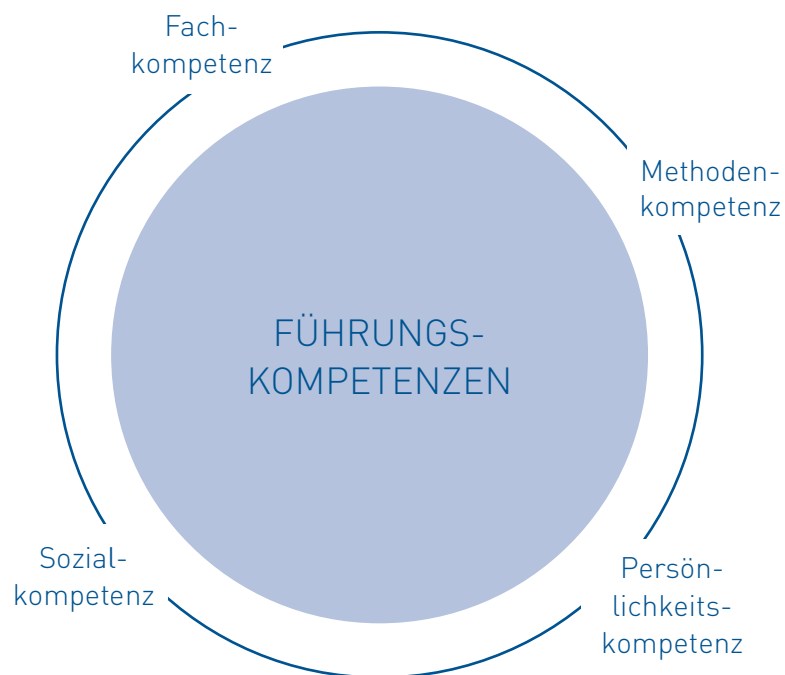 Fach-
kompetenz
Methoden-
kompetenz
FÜHRUNGS-
KOMPETENZEN
Sozial-
kompetenz
Persön-
lichkeits-
kompetenz